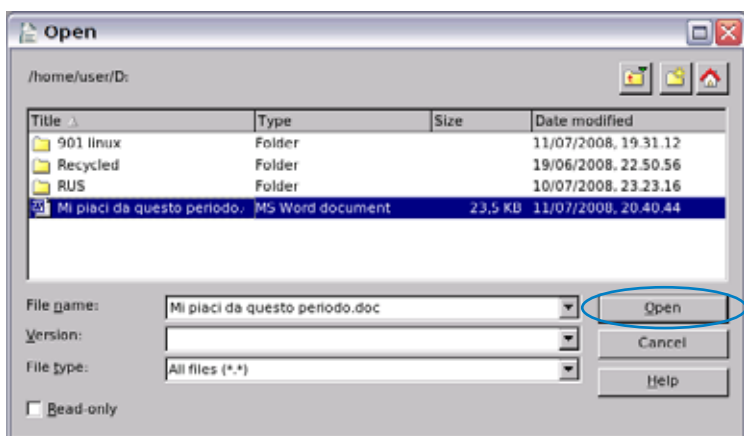 Open
/home/user/D:
Title Type Size Date modified
901 linux Folder 11/07/2008, 19.31.12
Recycled Folder 19/06/2008, 22.50.56
RUS Folder 10/07/2008, 23.23.16
Mi piaci da questo periodo. MS Word document 23,5 KB 11/07/2008, 20.40.44
File name: Mi piaci da questo periodo.doc Open
Version: Cancel
File type: All files (*.*) Help
Read-only